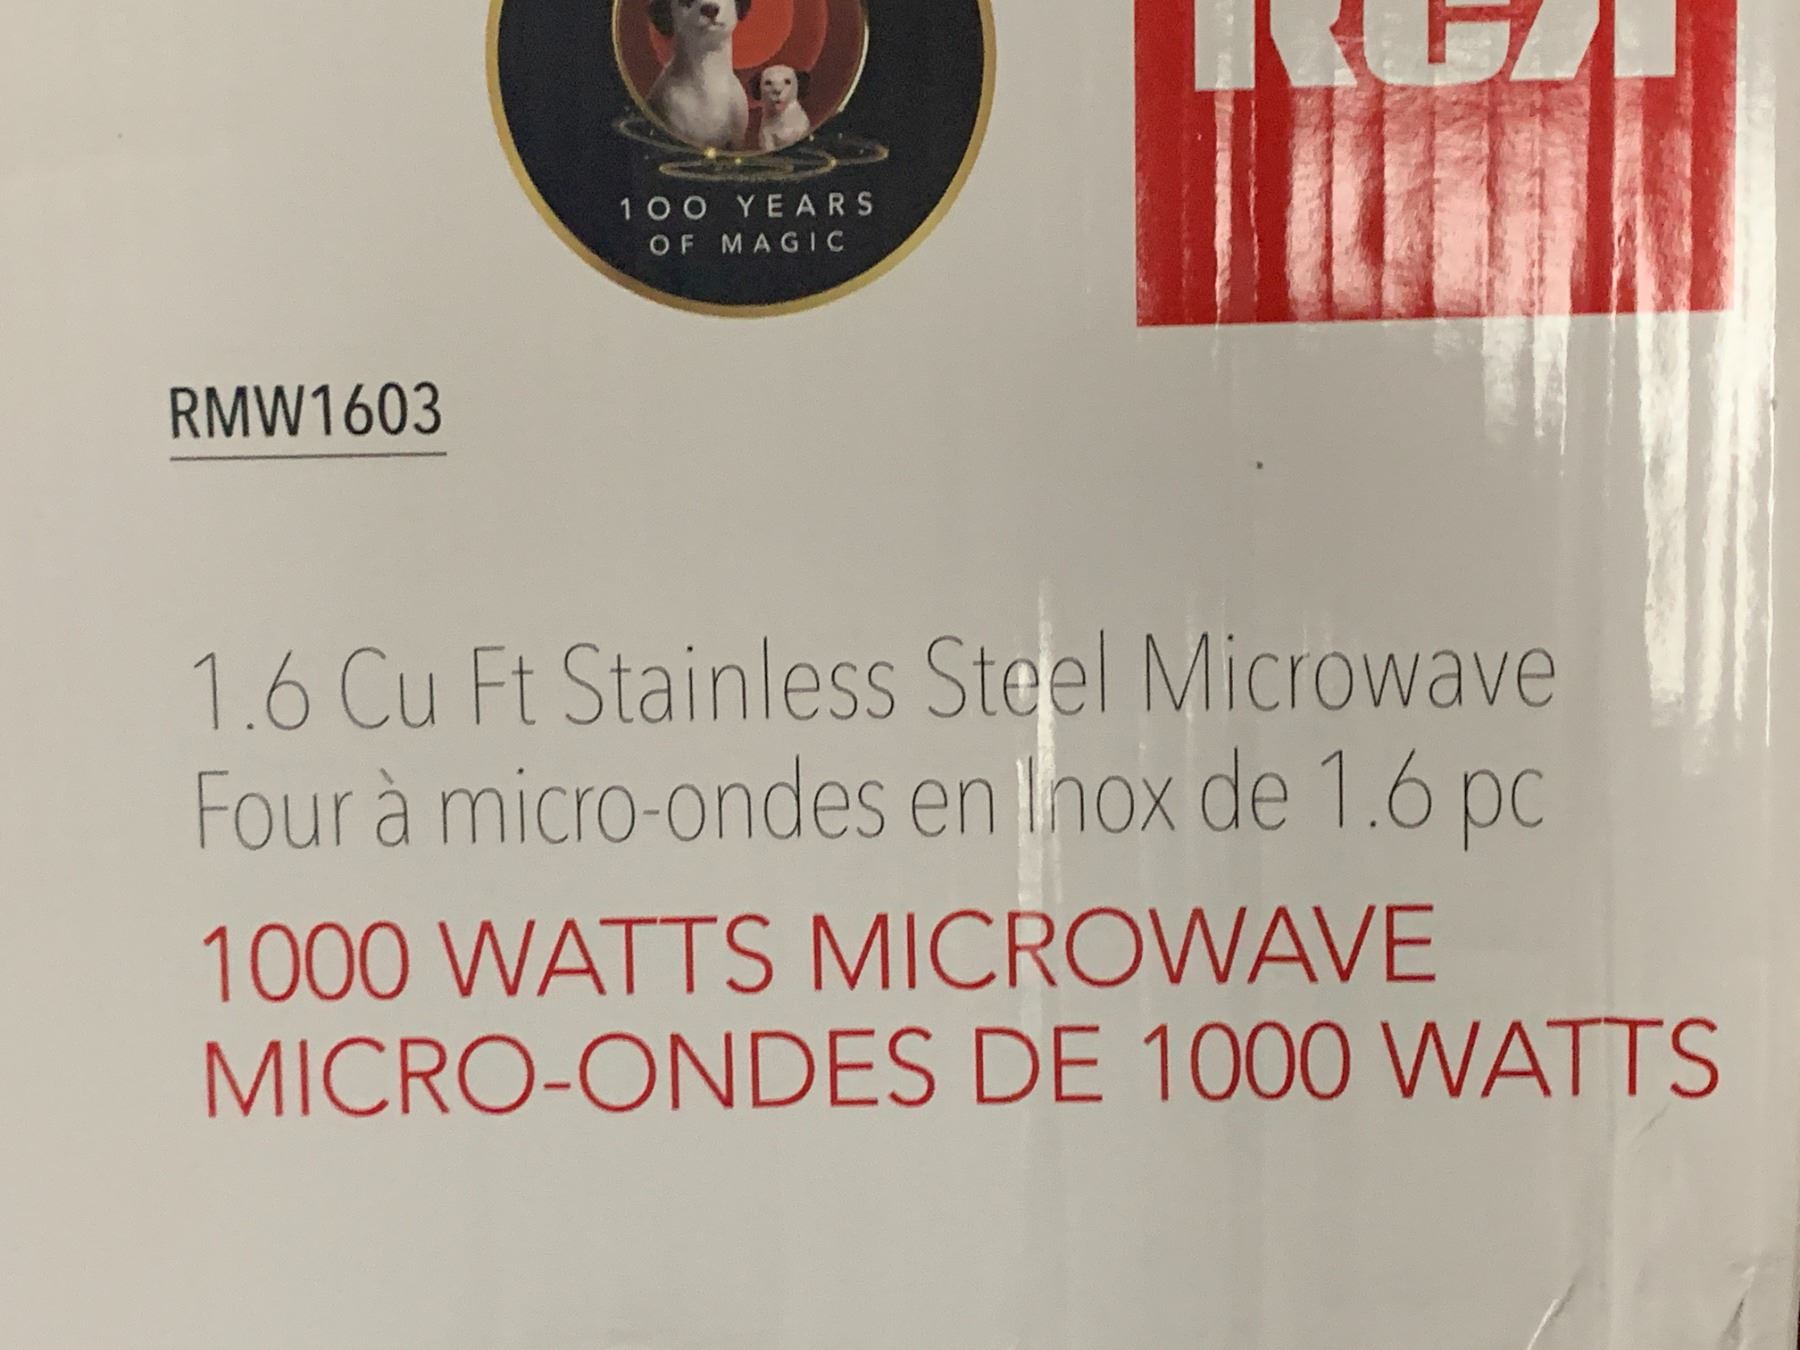 RCA
100 YEARS
OF MAGIC
RMW1603
1.6 Cu Ft Stainless Steel Microwave
Four à micro-ondes en Inox de 1.6 pc
1000 WATTS MICROWAVE
MICRO-ONDES DE 1000 WATTS